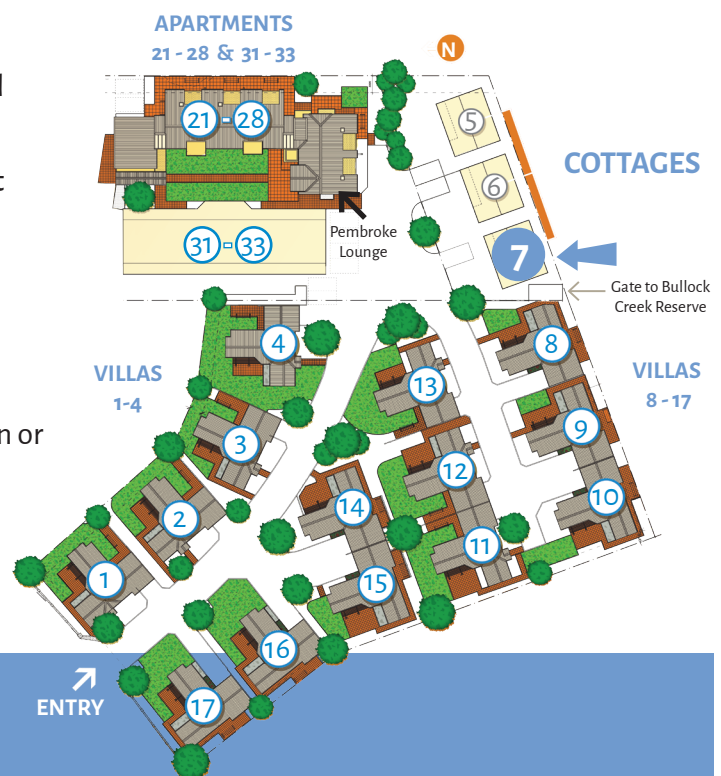 APARTMENTS
21 - 28 & 31 - 33
N
21 - 28
5
COTTAGES
6
t
Pembroke
Lounge
31 - 33
7
Gate to Bullock
Creek Reserve
4
8
VILLAS
1-4
VILLAS
8 - 17
13
3
9
n or
12
14
10
2
11
1
15
16
ENTRY
17